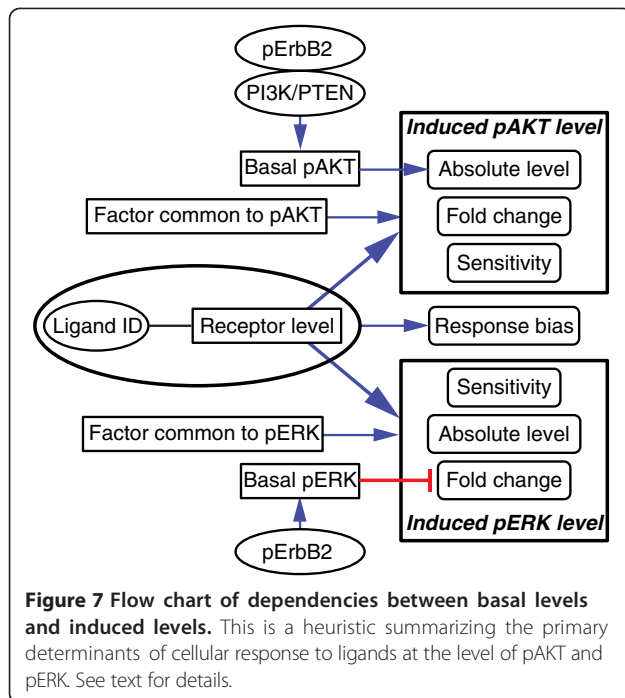 pErbB2
PI3K/PTEN
Basal pAKT
Factor common to pAKT
Induced pAKT level
Absolute level
Fold change
Sensitivity
Ligand ID
Receptor level
Response bias
Factor common to pERK
Basal pERK
pErbB2
Sensitivity
Absolute level
Fold change
Induced pERK level
Figure 7 Flow chart of dependencies between basal levels
and induced levels. This is a heuristic summarizing the primary
determinants of cellular response to ligands at the level of pAKT and
pERK. See text for details.